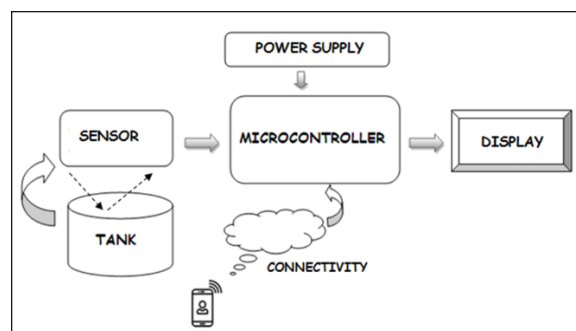 POWER SUPPLY
SENSOR
MICROCONTROLLER
DISPLAY
TANK
CONNECTIVITY